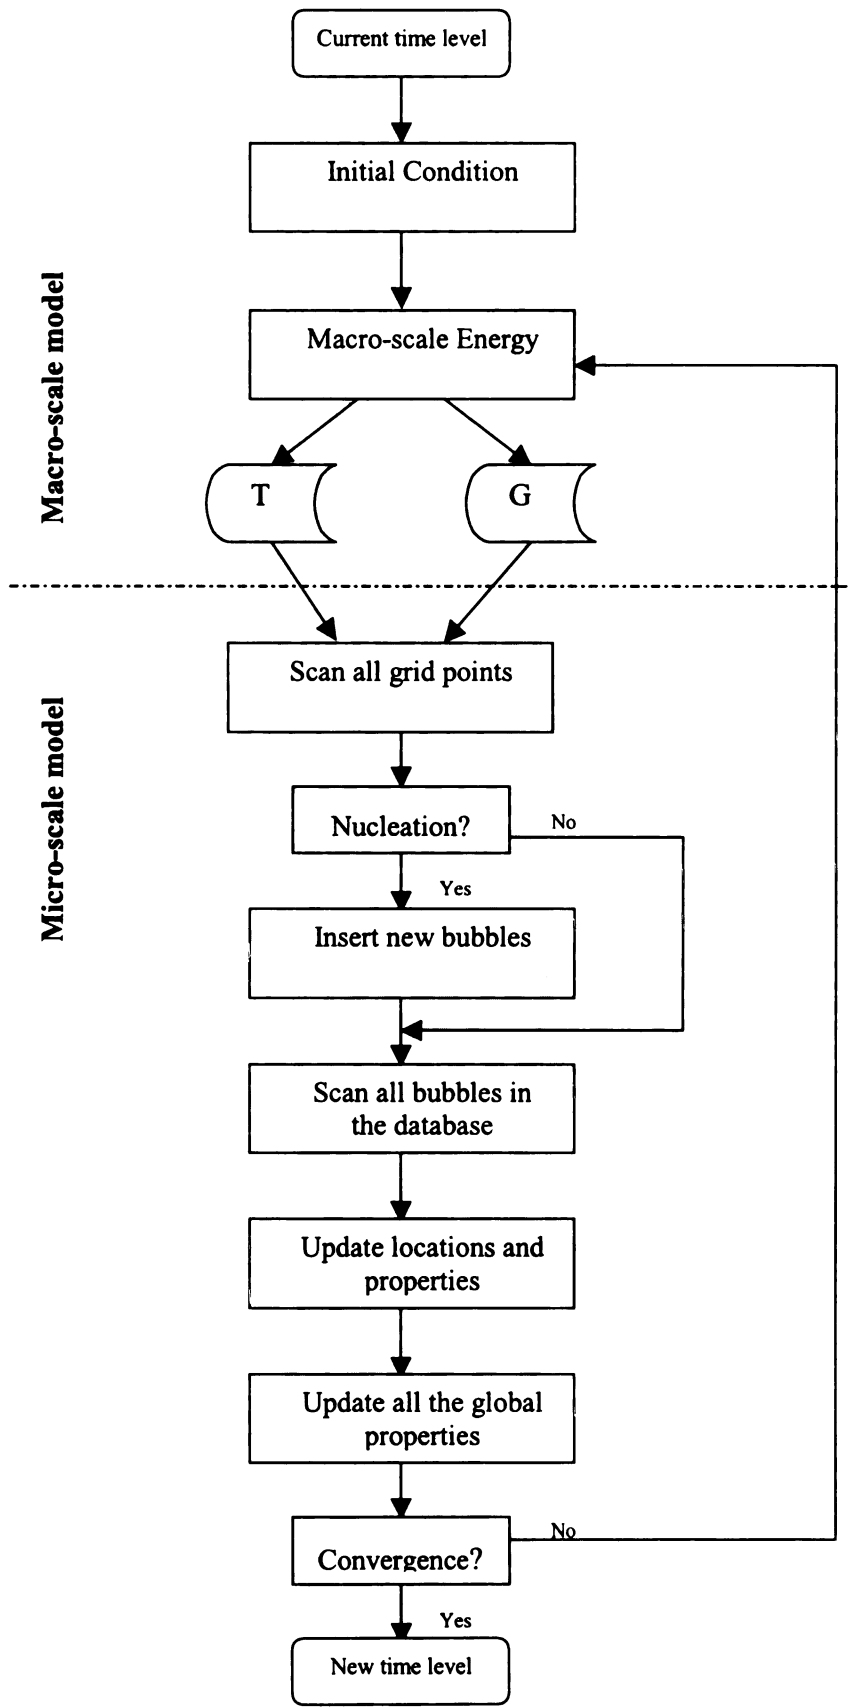 Current time level
Initial Condition
Macro-scale Energy
Macro-scale model
T
G
Scan all grid points
Micro-scale model
Nucleation?
No
Yes
Insert new bubbles
Scan all bubbles in
the database
Update locations and
properties
Update all the global
properties
No
Convergence?
Yes
New time level